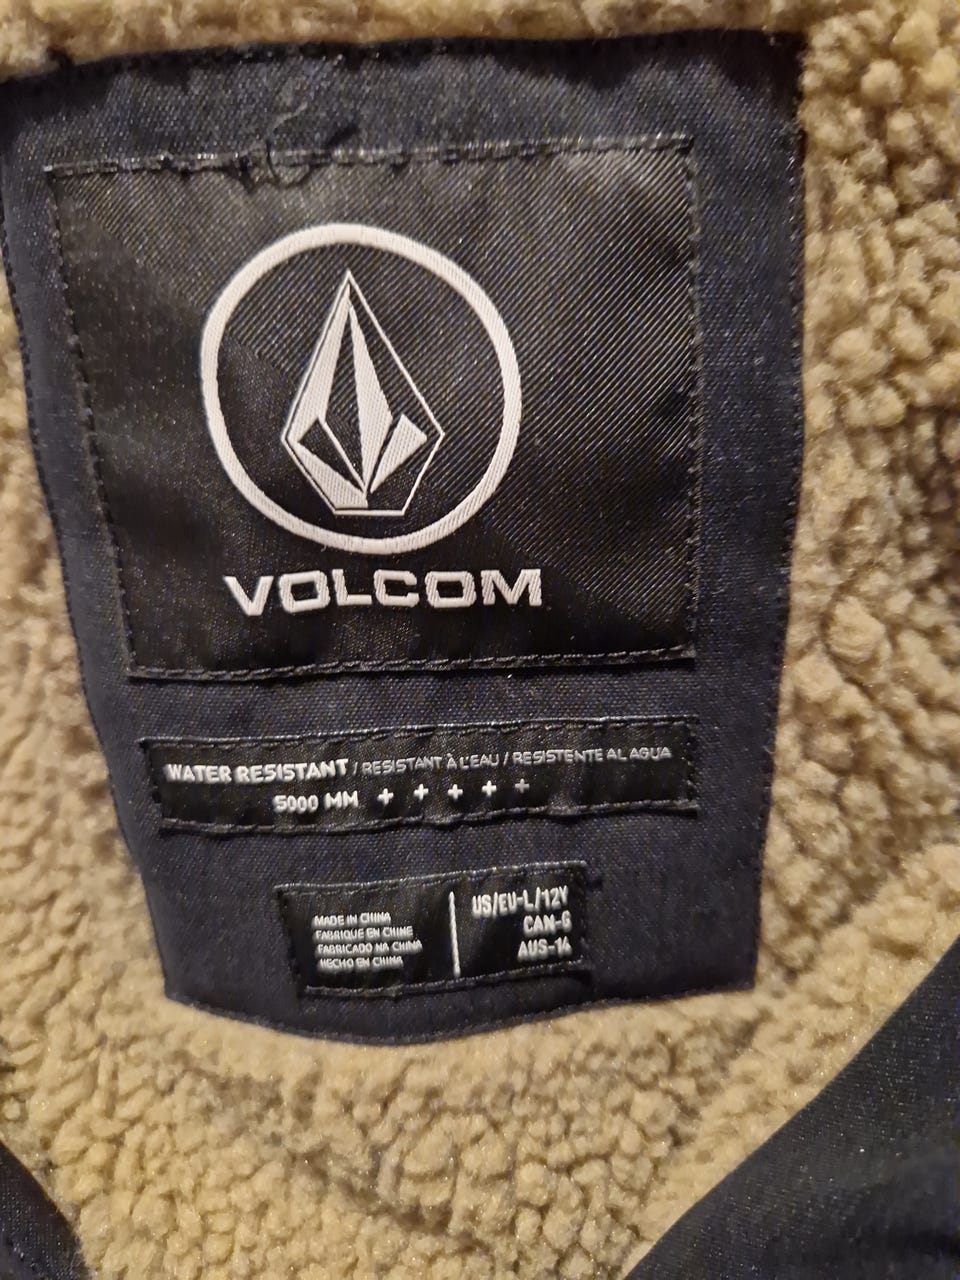 VOLCOM
WATER RESISTANT / RESISTANT À L'EAU / RESISTENTE AL AGUA
5000 MM + + + + +
MADE IN CHINA
FABRIQUE EN CHINE
FABRICADO NA CHINA
HECHO EN CHINA
US/EU-L/12Y
CAN-G
AUS-14